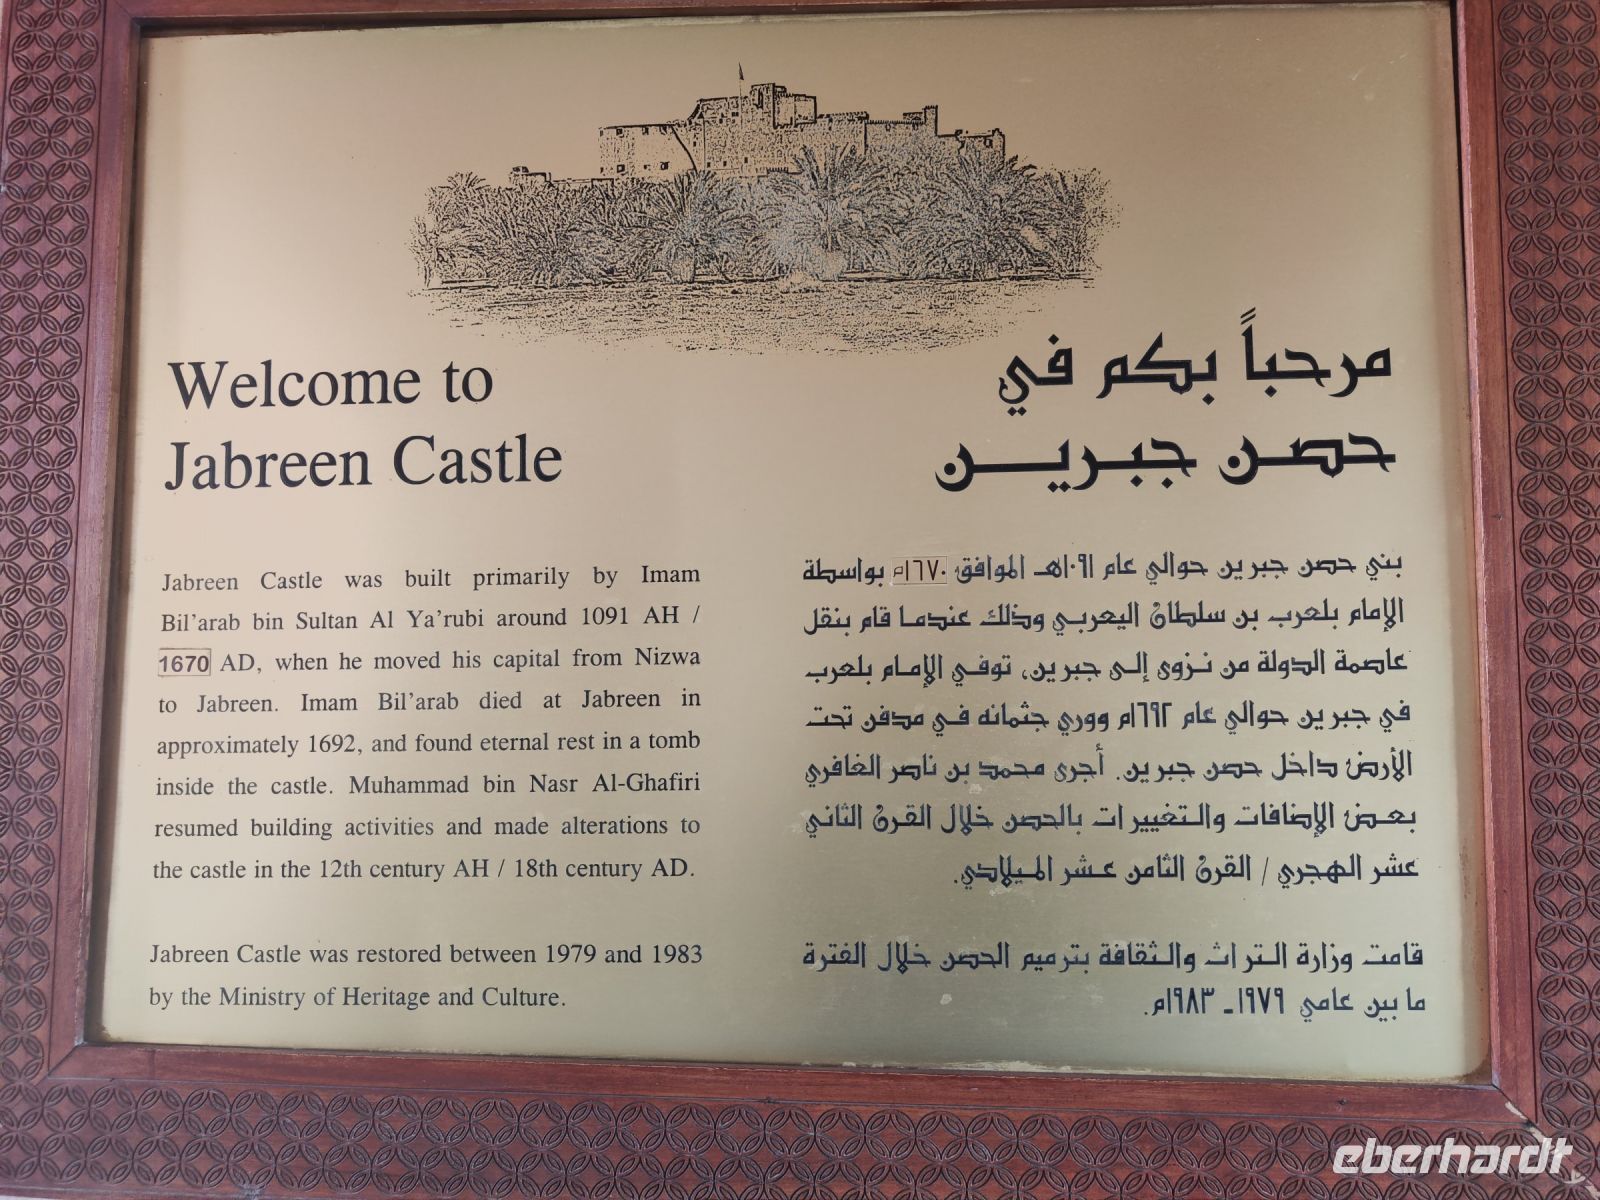 Welcome to
Jabreen Castle
Jabreen Castle was built primarily by Imam
Bil'arab bin Sultan Al Ya'rubi around 1091 AH /
1670 AD, when he moved his capital from Nizwa
to Jabreen. Imam Bil'arab died at Jabreen in
approximately 1692, and found eternal rest in a tomb
inside the castle. Muhammad bin Nasr Al-Ghafiri
resumed building activities and made alterations to
the castle in the 12th century AH / 18th century AD.
Jabreen Castle was restored between 1979 and 1983
by the Ministry of Heritage and Culture.
مرحباً بكم في
حصن جبرين
بني حصن جبرين حوالي عام ١٠٩١هـ الموافق ١٦٧٠م بواسطة
الإمام بلعرب بن سلطان اليعربي وذلك عندما قام بنقل
عاصمة الدولة من نزوى إلى جبرين، توفي الإمام بلعرب
في جبرين حوالي عام ١٦٩٢م ووري جثمانه في مدفن تحت
الأرض داخل حصن جبرين. أجرى محمد بن ناصر الغافري
بعض الإضافات والتغييرات بالحصن خلال القرن الثاني
عشر الهجري / القرن الثامن عشر الميلادي.
قامت وزارة التراث والثقافة بترميم الحصن خلال الفترة
ما بين عامي ١٩٧٩ـ ١٩٨٣م.
eberhardt